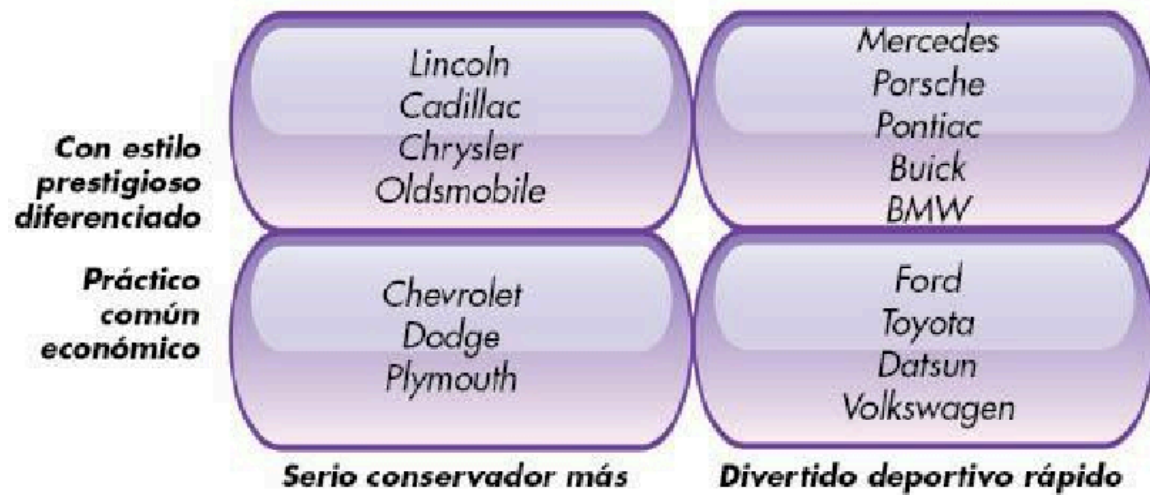 Con estilo
prestigioso
diferenciado
Lincoln
Cadillac
Chrysler
Oldsmobile
Mercedes
Porsche
Pontiac
Buick
BMW
Práctico
común
económico
Chevrolet
Dodge
Plymouth
Ford
Toyota
Datsun
Volkswagen
Serio conservador más
Divertido deportivo rápido